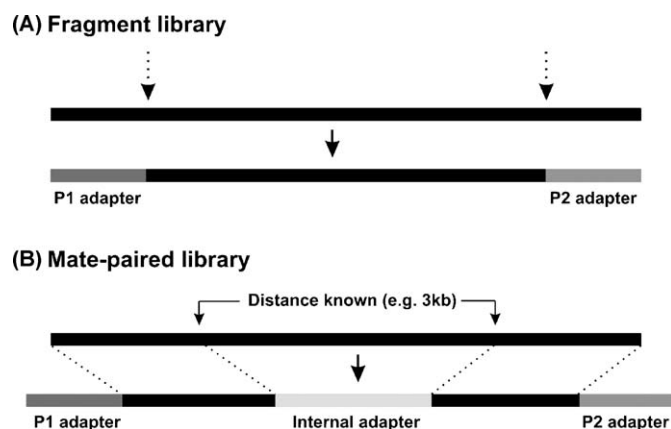 (A) Fragment library
P1 adapter P2 adapter
(B) Mate-paired library
Distance known (e.g. 3kb)
P1 adapter Internal adapter P2 adapter